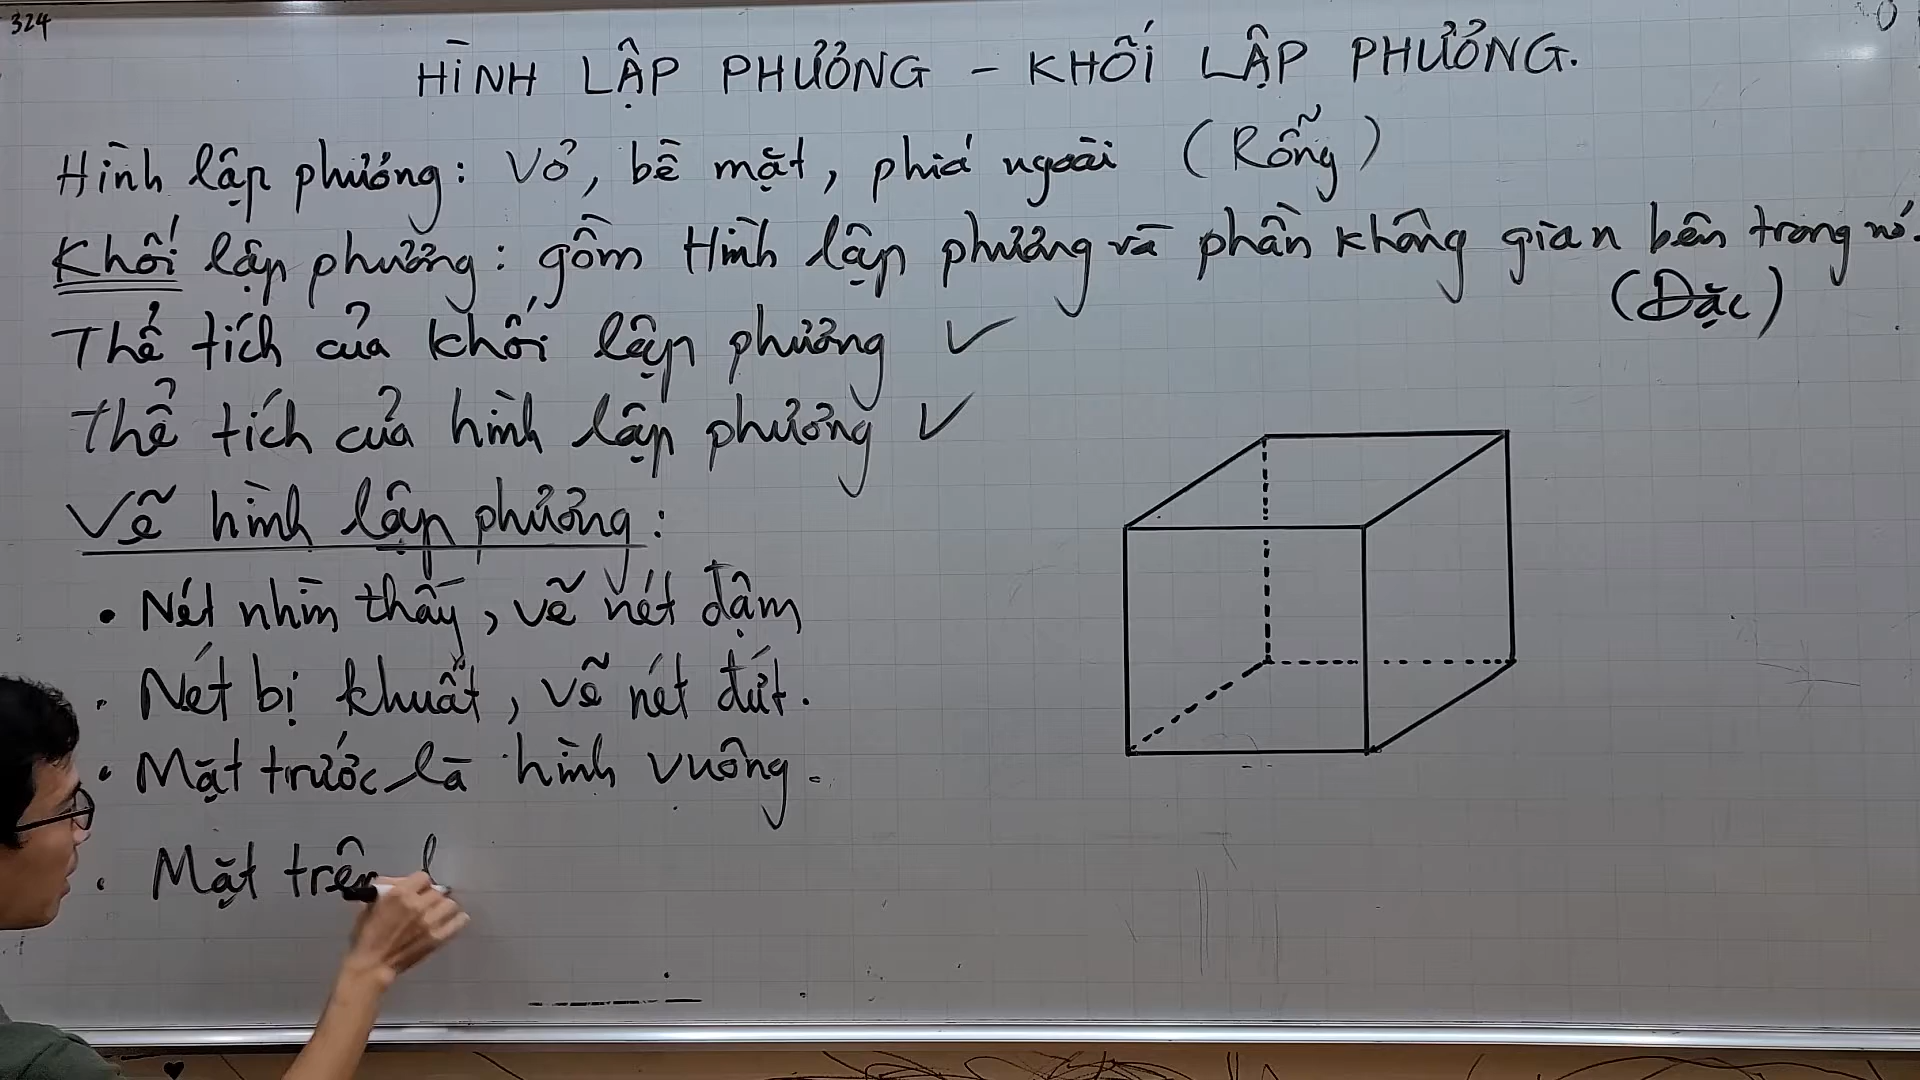 324
HÌNH LẬP PHƯƠNG - KHỐI LẬP PHƯƠNG.
Hình lập phương: Vỏ, bề mặt, phía ngoài (Rỗng)
Khối lập phương: gồm Hình lập phương và phần không gian bên trong nó.
(Đặc)
Thể tích của khối lập phương ✓
Thể tích của hình lập phương ✓
Vẽ hình lập phương:
• Nét nhìn thấy, vẽ nét đậm
• Nét bị khuất, vẽ nét đứt.
• Mặt trước là hình vuông.
• Mặt trên